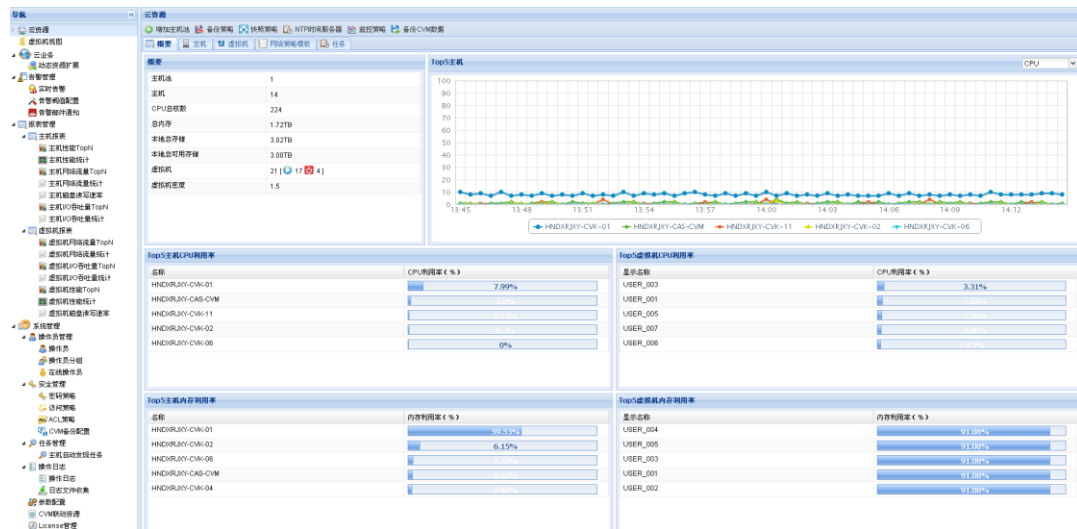 导航
云资源
虚拟机视图
云业务
动态资源扩展
告警管理
实时告警
告警阀值配置
告警邮件通知
报表管理
主机报表
主机性能TopN
主机性能统计
主机网络流量TopN
主机网络流量统计
主机磁盘读写速率
主机I/O吞吐量TopN
主机I/O吞吐量统计
虚拟机报表
虚拟机网络流量TopN
虚拟机网络流量统计
虚拟机I/O吞吐量TopN
虚拟机I/O吞吐量统计
虚拟机性能TopN
虚拟机性能统计
虚拟机磁盘读写速率
系统管理
操作员管理
操作员
操作员分组
在线操作员
安全管理
密码策略
访问策略
ACL策略
CVM备份配置
任务管理
主机自动发现任务
操作日志
操作日志
日志文件收集
参数配置
CVM联动资源
License管理
云资源
增加主机池 备份策略 快照策略 NTP时间服务器 监控策略 备份CVM数据
概要 主机 虚拟机 网络策略模板 任务
概要
主机池 1
主机 14
CPU总核数 224
总内存 1.72TB
本地总存储 3.02TB
本地总可用存储 3.00TB
虚拟机 21 [ 17 4 ]
虚拟机密度 1.5
Top5主机
CPU
100
90
80
70
60
50
40
30
20
10
0
13:45 13:48 13:51 13:54 13:57 14:00 14:03 14:06 14:09 14:12
HNDXRJXY-CVK-01 HNDXRJXY-CAS-CVM HNDXRJXY-CVK-11 HNDXRJXY-CVK-02 HNDXRJXY-CVK-06
Top5主机CPU利用率
名称 CPU利用率（%）
HNDXRJXY-CVK-01 7.99%
HNDXRJXY-CAS-CVM
HNDXRJXY-CVK-11
HNDXRJXY-CVK-02
HNDXRJXY-CVK-06 0%
Top5虚拟机CPU利用率
显示名称 CPU利用率（%）
USER_003 3.31%
USER_001
USER_005
USER_007
USER_006
Top5主机内存利用率
名称 内存利用率（%）
HNDXRJXY-CVK-01 59.53%
HNDXRJXY-CVK-02 6.15%
HNDXRJXY-CVK-06
HNDXRJXY-CAS-CVM
HNDXRJXY-CVK-04
Top5虚拟机内存利用率
显示名称 内存利用率（%）
USER_004 91.08%
USER_005 91.08%
USER_003 91.08%
USER_001 91.08%
USER_002 91.08%